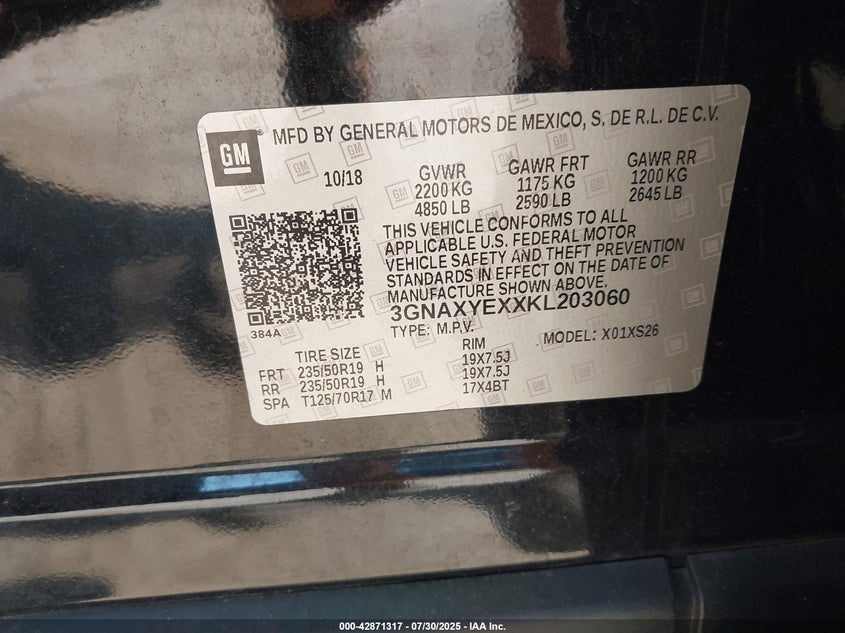 GM
MFD BY GENERAL MOTORS DE MEXICO, S. DE R.L. DE C.V.
10/18
GVWR GAWR FRT GAWR RR
2200 KG 1175 KG 1200 KG
4850 LB 2590 LB 2645 LB
THIS VEHICLE CONFORMS TO ALL
APPLICABLE U.S. FEDERAL MOTOR
VEHICLE SAFETY AND THEFT PREVENTION
STANDARDS IN EFFECT ON THE DATE OF
MANUFACTURE SHOWN ABOVE.
3GNAXYEXXKL203060
384A
TYPE: M.P.V. MODEL: X01XS26
TIRE SIZE RIM
FRT 235/50R19 H 19X7.5J
RR 235/50R19 H 19X7.5J
SPA T125/70R17 M 17X4BT
000-42871317 - 07/30/2025 - IAA Inc.